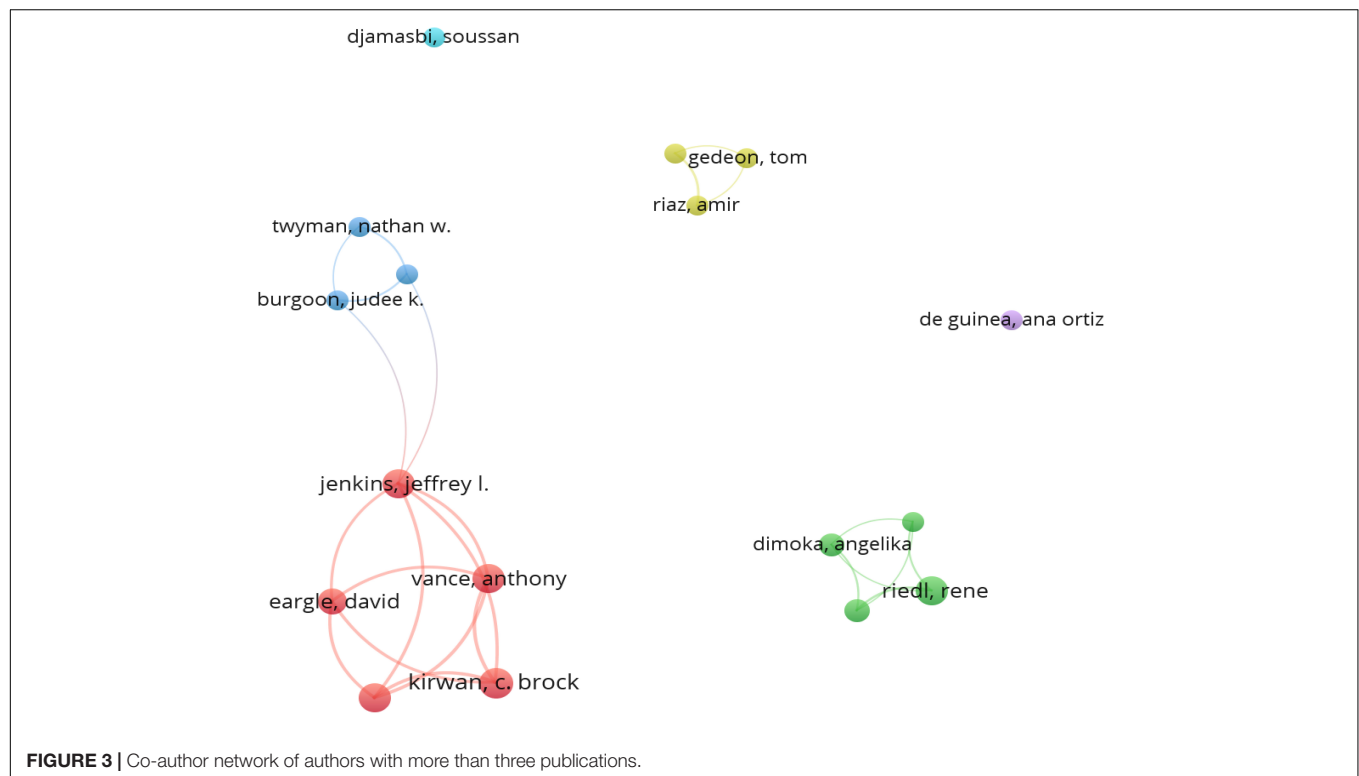 djamasbi, soussan
gedeon, tom
riaz, amir
twyman, nathan w.
burgoon, judee k.
de guinea, ana ortiz
jenkins, jeffrey l.
dimoka, angelika
vance, anthony
riedl, rene
eargle, david
kirwan, c. brock
FIGURE 3 | Co-author network of authors with more than three publications.